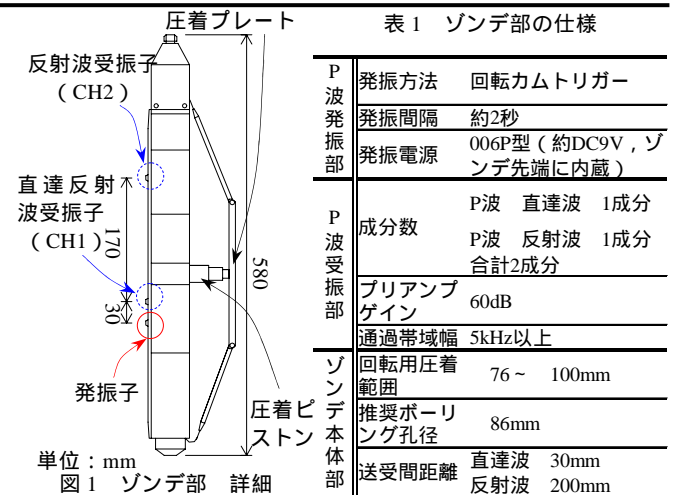 圧着プレート
反射波受振子
（CH2）
直達反射
波受振子
（CH1）
170
30
580
発振子
圧着ピ
ストン
単位：mm
図1　ゾンデ部　詳細
表1　ゾンデ部の仕様
P波発振部
発振方法　回転カムトリガー
発振間隔　約2秒
発振電源　006P型（約DC9V，ゾ
ンデ先端に内蔵）
P波受振部
成分数　P波　直達波　1成分
P波　反射波　1成分
合計2成分
プリアンプ
ゲイン　60dB
通過帯域幅　5kHz以上
ゾンデ本体部
回転用圧着
範囲　76～　100mm
推奨ボーリ
ング孔径　86mm
送受間距離　直達波　30mm
反射波　200mm